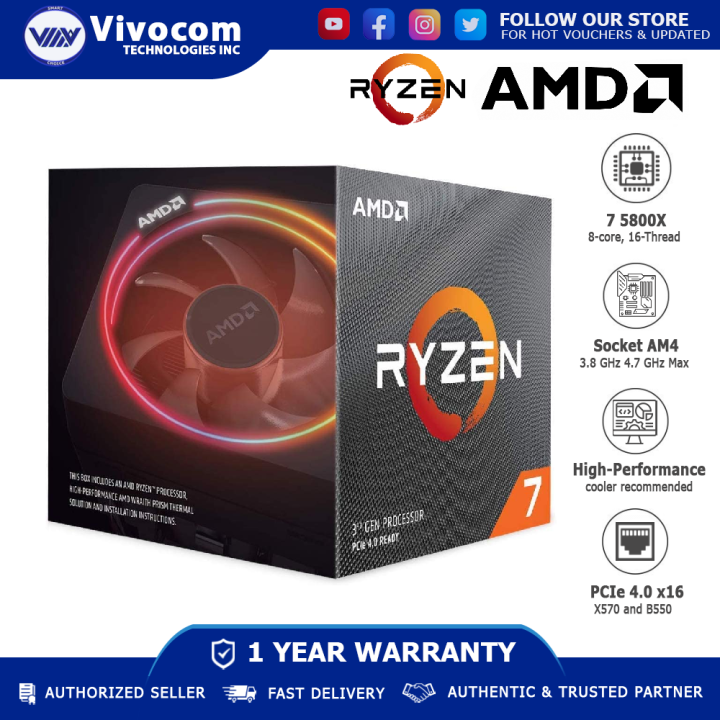 SMART
VIVO
CHOICE
Vivocom
TECHNOLOGIES INC
FOLLOW OUR STORE
FOR HOT VOUCHERS & UPDATED
RYZEN AMD
AMD
AMD
THIS BOX INCLUDES AN AMD RYZEN™ PROCESSOR,
HIGH-PERFORMANCE AMD WRAITH PRISM THERMAL
SOLUTION AND INSTALLATION INSTRUCTIONS.
AMD
RYZEN
7
3RD GEN PROCESSOR
PCIe 4.0 READY
7 5800X
8-core, 16-Thread
Socket AM4
3.8 GHz 4.7 GHz Max
High-Performance
cooler recommended
PCIe 4.0 x16
X570 and B550
1 YEAR WARRANTY
AUTHORIZED SELLER
FAST DELIVERY
AUTHENTIC & TRUSTED PARTNER